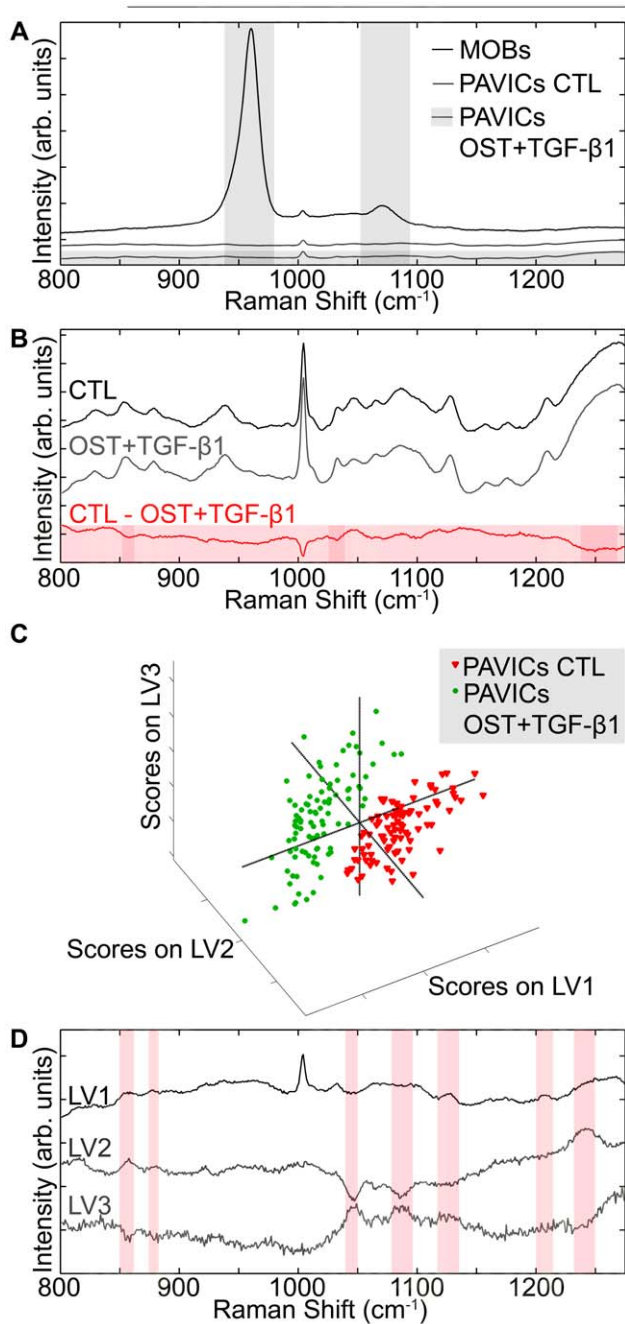 A
Intensity (arb. units)
MOBs
PAVICs CTL
PAVICs
OST+TGF-β1
800 900 1000 1100 1200
Raman Shift (cm-1)
B
Intensity (arb. units)
CTL
OST+TGF-β1
CTL - OST+TGF-β1
800 900 1000 1100 1200
Raman Shift (cm-1)
C
PAVICs CTL
PAVICs
OST+TGF-β1
Scores on LV3
Scores on LV2
Scores on LV1
D
Intensity (arb. units)
LV1
LV2
LV3
800 900 1000 1100 1200
Raman Shift (cm-1)